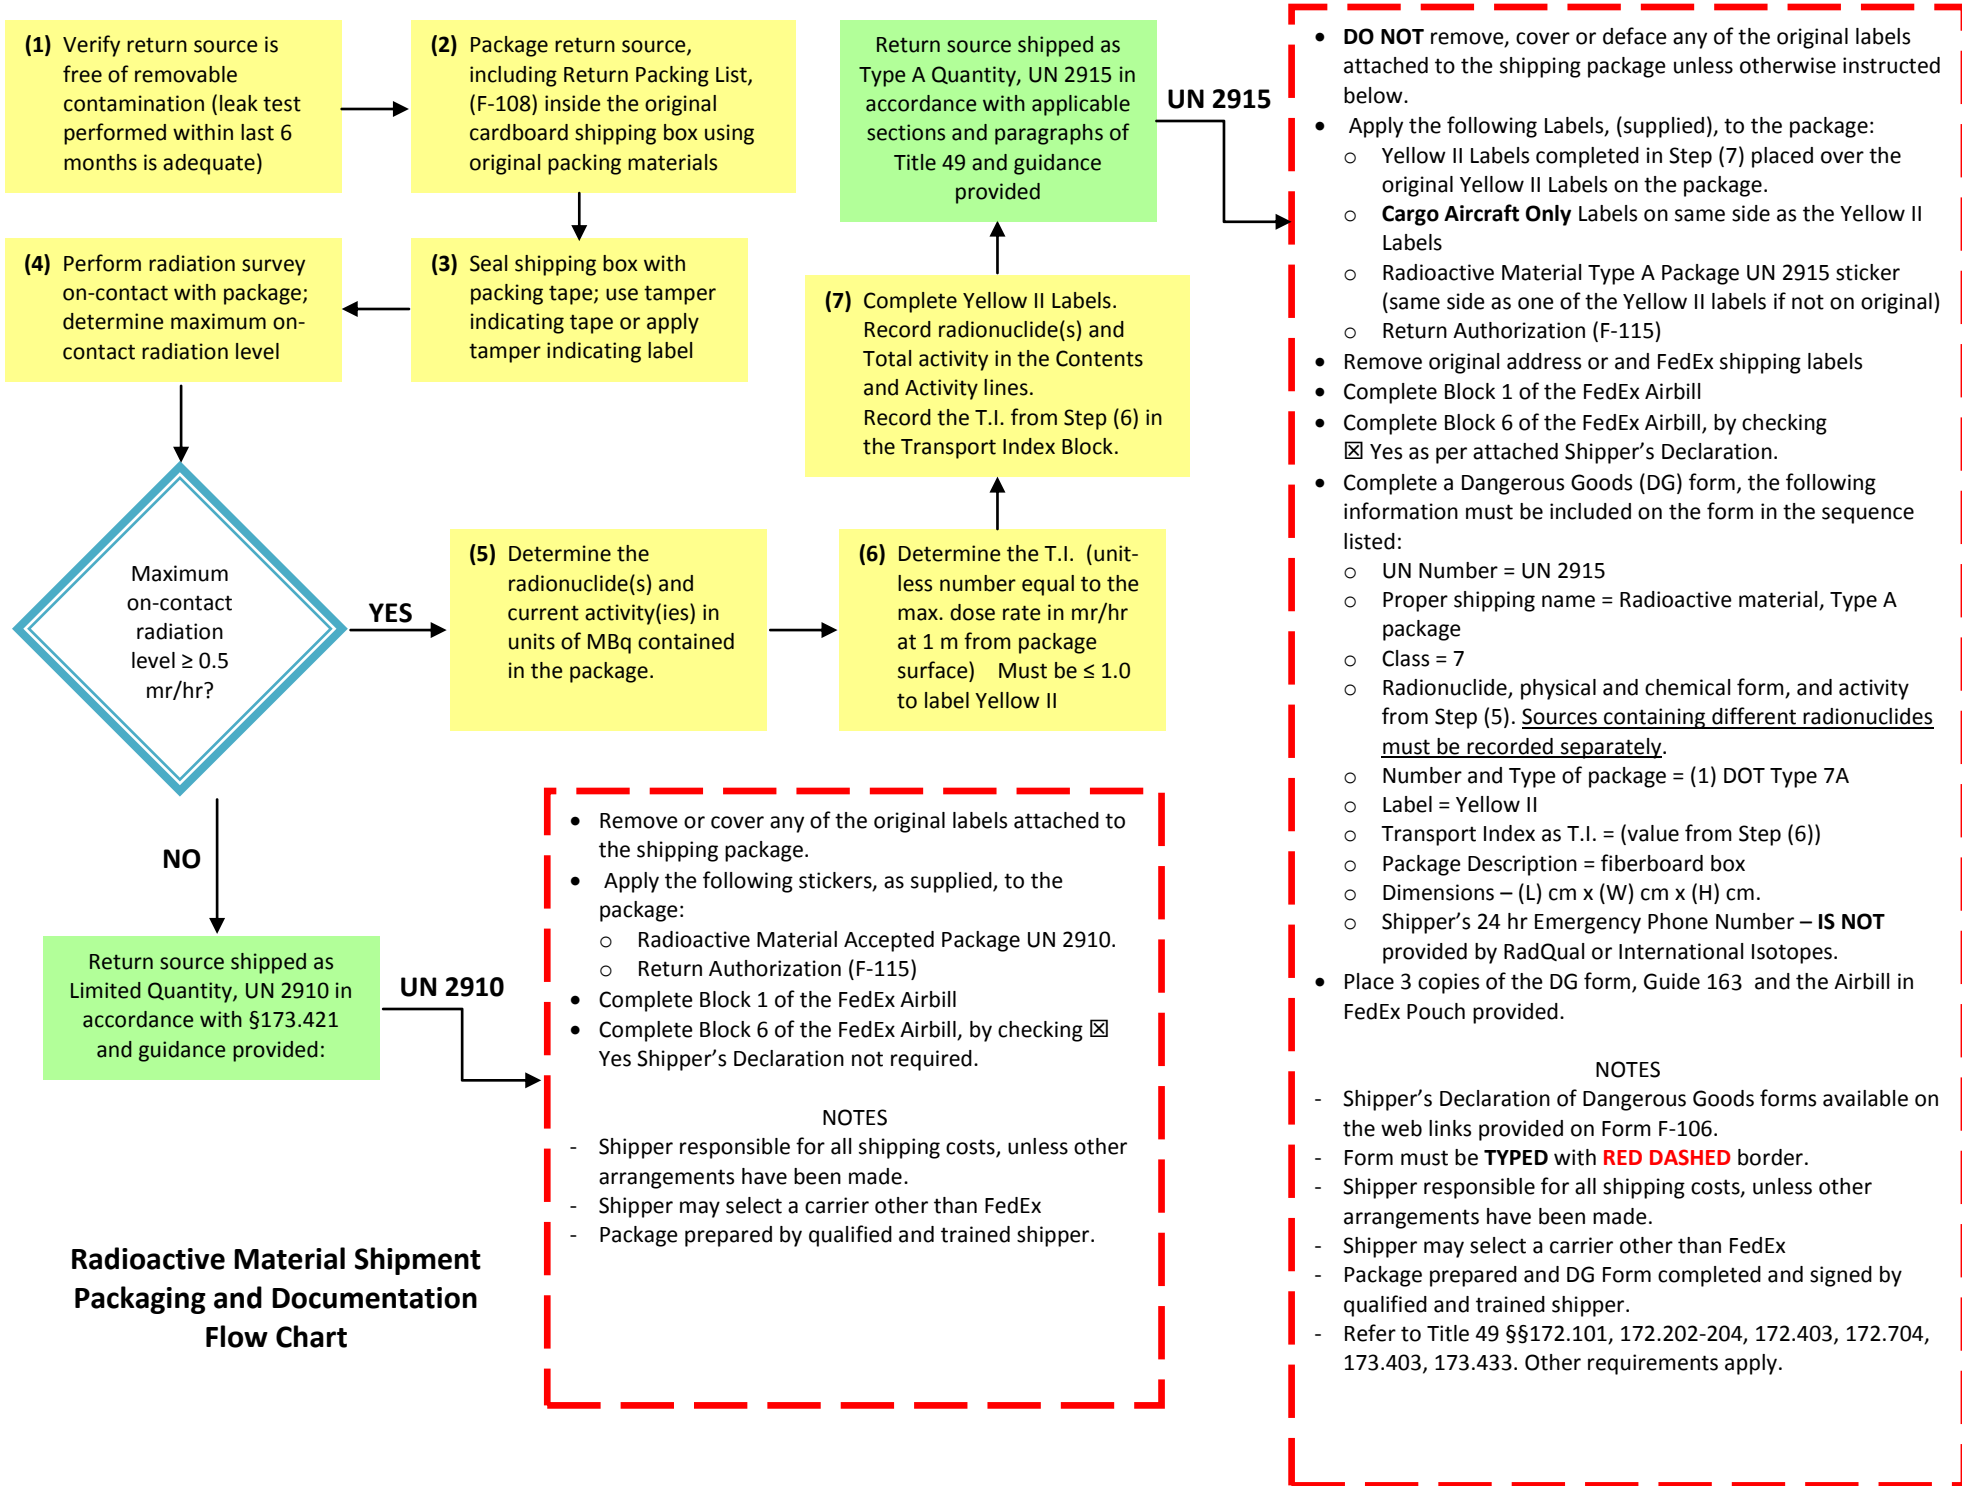 (1) Verify return source is
free of removable
contamination (leak test
performed within last 6
months is adequate)
(2) Package return source,
including Return Packing List,
(F-108) inside the original
cardboard shipping box using
original packing materials
(3) Seal shipping box with
packing tape; use tamper
indicating tape or apply
tamper indicating label
(4) Perform radiation survey
on-contact with package;
determine maximum on-
contact radiation level
Maximum
on-contact
radiation
level ≥ 0.5
mr/hr?
YES
(5) Determine the
radionuclide(s) and
current activity(ies) in
units of MBq contained
in the package.
(6) Determine the T.I. (unit-
less number equal to the
max. dose rate in mr/hr
at 1 m from package
surface) Must be ≤ 1.0
to label Yellow II
(7) Complete Yellow II Labels.
Record radionuclide(s) and
Total activity in the Contents
and Activity lines.
Record the T.I. from Step (6) in
the Transport Index Block.
Return source shipped as
Type A Quantity, UN 2915 in
accordance with applicable
sections and paragraphs of
Title 49 and guidance
provided
UN 2915
• DO NOT remove, cover or deface any of the original labels
attached to the shipping package unless otherwise instructed
below.
• Apply the following Labels, (supplied), to the package:
o Yellow II Labels completed in Step (7) placed over the
original Yellow II Labels on the package.
o Cargo Aircraft Only Labels on same side as the Yellow II
Labels
o Radioactive Material Type A Package UN 2915 sticker
(same side as one of the Yellow II labels if not on original)
o Return Authorization (F-115)
• Remove original address or and FedEx shipping labels
• Complete Block 1 of the FedEx Airbill
• Complete Block 6 of the FedEx Airbill, by checking
☒ Yes as per attached Shipper's Declaration.
• Complete a Dangerous Goods (DG) form, the following
information must be included on the form in the sequence
listed:
o UN Number = UN 2915
o Proper shipping name = Radioactive material, Type A
package
o Class = 7
o Radionuclide, physical and chemical form, and activity
from Step (5). Sources containing different radionuclides
must be recorded separately.
o Number and Type of package = (1) DOT Type 7A
o Label = Yellow II
o Transport Index as T.I. = (value from Step (6))
o Package Description = fiberboard box
o Dimensions – (L) cm x (W) cm x (H) cm.
o Shipper's 24 hr Emergency Phone Number – IS NOT
provided by RadQual or International Isotopes.
• Place 3 copies of the DG form, Guide 163 and the Airbill in
FedEx Pouch provided.
NOTES
- Shipper's Declaration of Dangerous Goods forms available on
the web links provided on Form F-106.
- Form must be TYPED with RED DASHED border.
- Shipper responsible for all shipping costs, unless other
arrangements have been made.
- Shipper may select a carrier other than FedEx
- Package prepared and DG Form completed and signed by
qualified and trained shipper.
- Refer to Title 49 §§172.101, 172.202-204, 172.403, 172.704,
173.403, 173.433. Other requirements apply.
NO
Return source shipped as
Limited Quantity, UN 2910 in
accordance with §173.421
and guidance provided:
UN 2910
• Remove or cover any of the original labels attached to
the shipping package.
• Apply the following stickers, as supplied, to the
package:
o Radioactive Material Accepted Package UN 2910.
o Return Authorization (F-115)
• Complete Block 1 of the FedEx Airbill
• Complete Block 6 of the FedEx Airbill, by checking ☒
Yes Shipper's Declaration not required.
NOTES
- Shipper responsible for all shipping costs, unless other
arrangements have been made.
- Shipper may select a carrier other than FedEx
- Package prepared by qualified and trained shipper.
Radioactive Material Shipment
Packaging and Documentation
Flow Chart